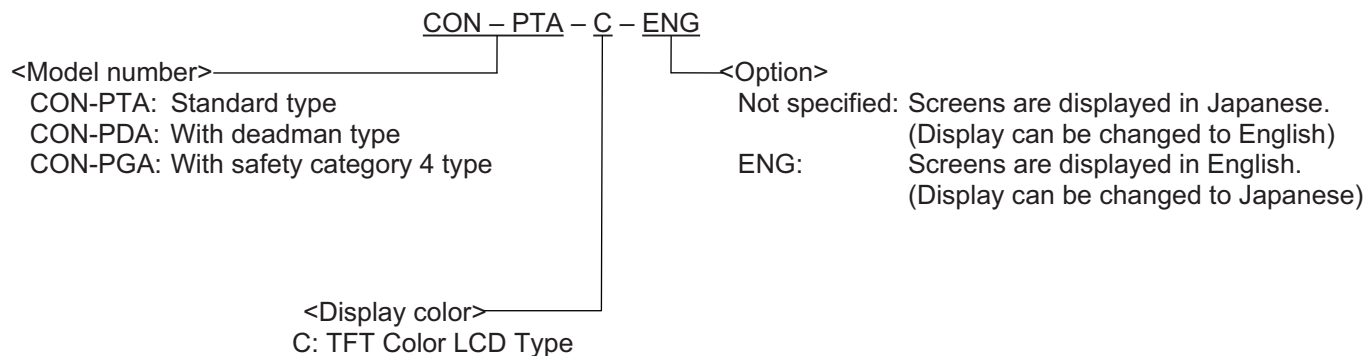 CON – PTA – C – ENG
<Model number>
CON-PTA: Standard type
CON-PDA: With deadman type
CON-PGA: With safety category 4 type
<Option>
Not specified: Screens are displayed in Japanese.
(Display can be changed to English)
ENG: Screens are displayed in English.
(Display can be changed to Japanese)
<Display color>
C: TFT Color LCD Type